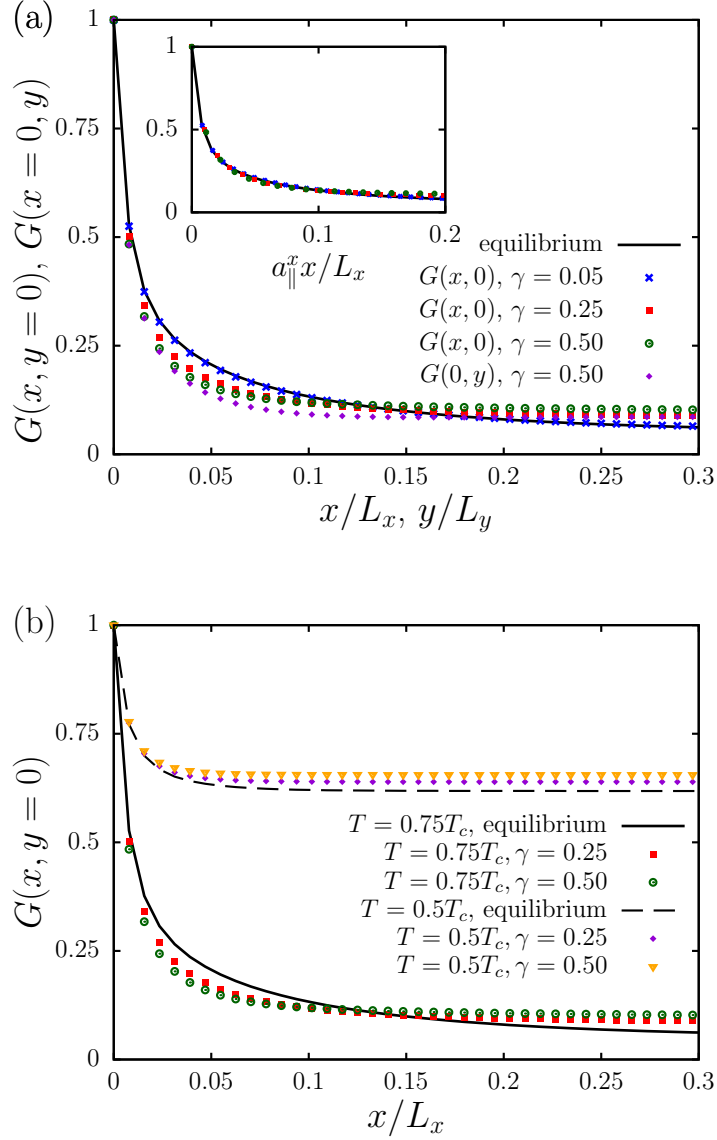 (a)
G(x, y = 0), G(x = 0, y)
1
0.75
0.5
0.25
0
0 0.05 0.1 0.15 0.2 0.25 0.3
x/L_x, y/L_y
1
0.5
0
0 0.1 0.2
a_∥^x x/L_x
equilibrium
G(x, 0), γ = 0.05
G(x, 0), γ = 0.25
G(x, 0), γ = 0.50
G(0, y), γ = 0.50
(b)
G(x, y = 0)
1
0.75
0.5
0.25
0
0 0.05 0.1 0.15 0.2 0.25 0.3
x/L_x
T = 0.75T_c, equilibrium
T = 0.75T_c, γ = 0.25
T = 0.75T_c, γ = 0.50
T = 0.5T_c, equilibrium
T = 0.5T_c, γ = 0.25
T = 0.5T_c, γ = 0.50